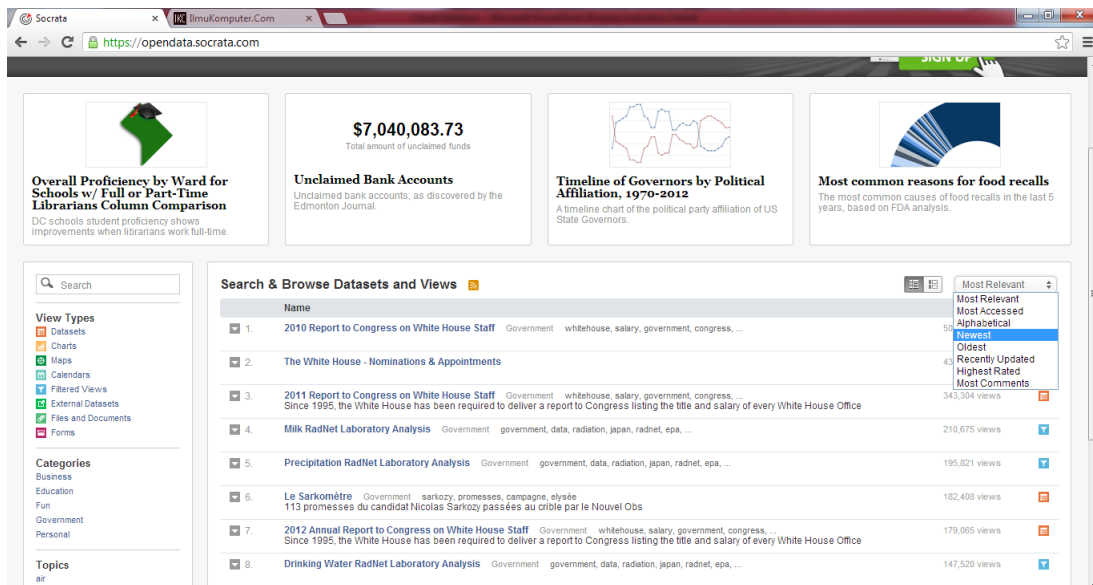 Socrata
IlmuKomputer.Com
https://opendata.socrata.com
SIGN UP
$7,040,083.73
Total amount of unclaimed funds
Overall Proficiency by Ward for
Schools w/ Full or Part-Time
Librarians Column Comparison
DC schools student proficiency shows
improvements when librarians work full-time.
Unclaimed Bank Accounts
Unclaimed bank accounts, as discovered by the
Edmonton Journal.
Timeline of Governors by Political
Affiliation, 1970-2012
A timeline chart of the political party affiliation of US
State Governors.
Most common reasons for food recalls
The most common causes of food recalls in the last 5
years, based on FDA analysis.
Search
View Types
Datasets
Charts
Maps
Calendars
Filtered Views
External Datasets
Files and Documents
Forms
Categories
Business
Education
Fun
Government
Personal
Topics
air
Search & Browse Datasets and Views
Most Relevant
Most Relevant
Most Accessed
Alphabetical
Newest
Oldest
Recently Updated
Highest Rated
Most Comments
Name
1. 2010 Report to Congress on White House Staff Government whitehouse, salary, government, congress, ...
2. The White House - Nominations & Appointments
3. 2011 Report to Congress on White House Staff Government whitehouse, salary, government, congress, ... 343,304 views
Since 1995, the White House has been required to deliver a report to Congress listing the title and salary of every White House Office
4. Milk RadNet Laboratory Analysis Government government, data, radiation, japan, radnet, epa, ... 210,675 views
5. Precipitation RadNet Laboratory Analysis Government government, data, radiation, japan, radnet, epa, ... 195,821 views
6. Le Sarkomètre Government sarkozy, promesses, campagne, elysée 182,408 views
113 promesses du candidat Nicolas Sarkozy passées au crible par le Nouvel Obs
7. 2012 Annual Report to Congress on White House Staff Government whitehouse, salary, government, congress, ... 179,065 views
Since 1995, the White House has been required to deliver a report to Congress listing the title and salary of every White House Office
8. Drinking Water RadNet Laboratory Analysis Government government, data, radiation, japan, radnet, epa, ... 147,520 views